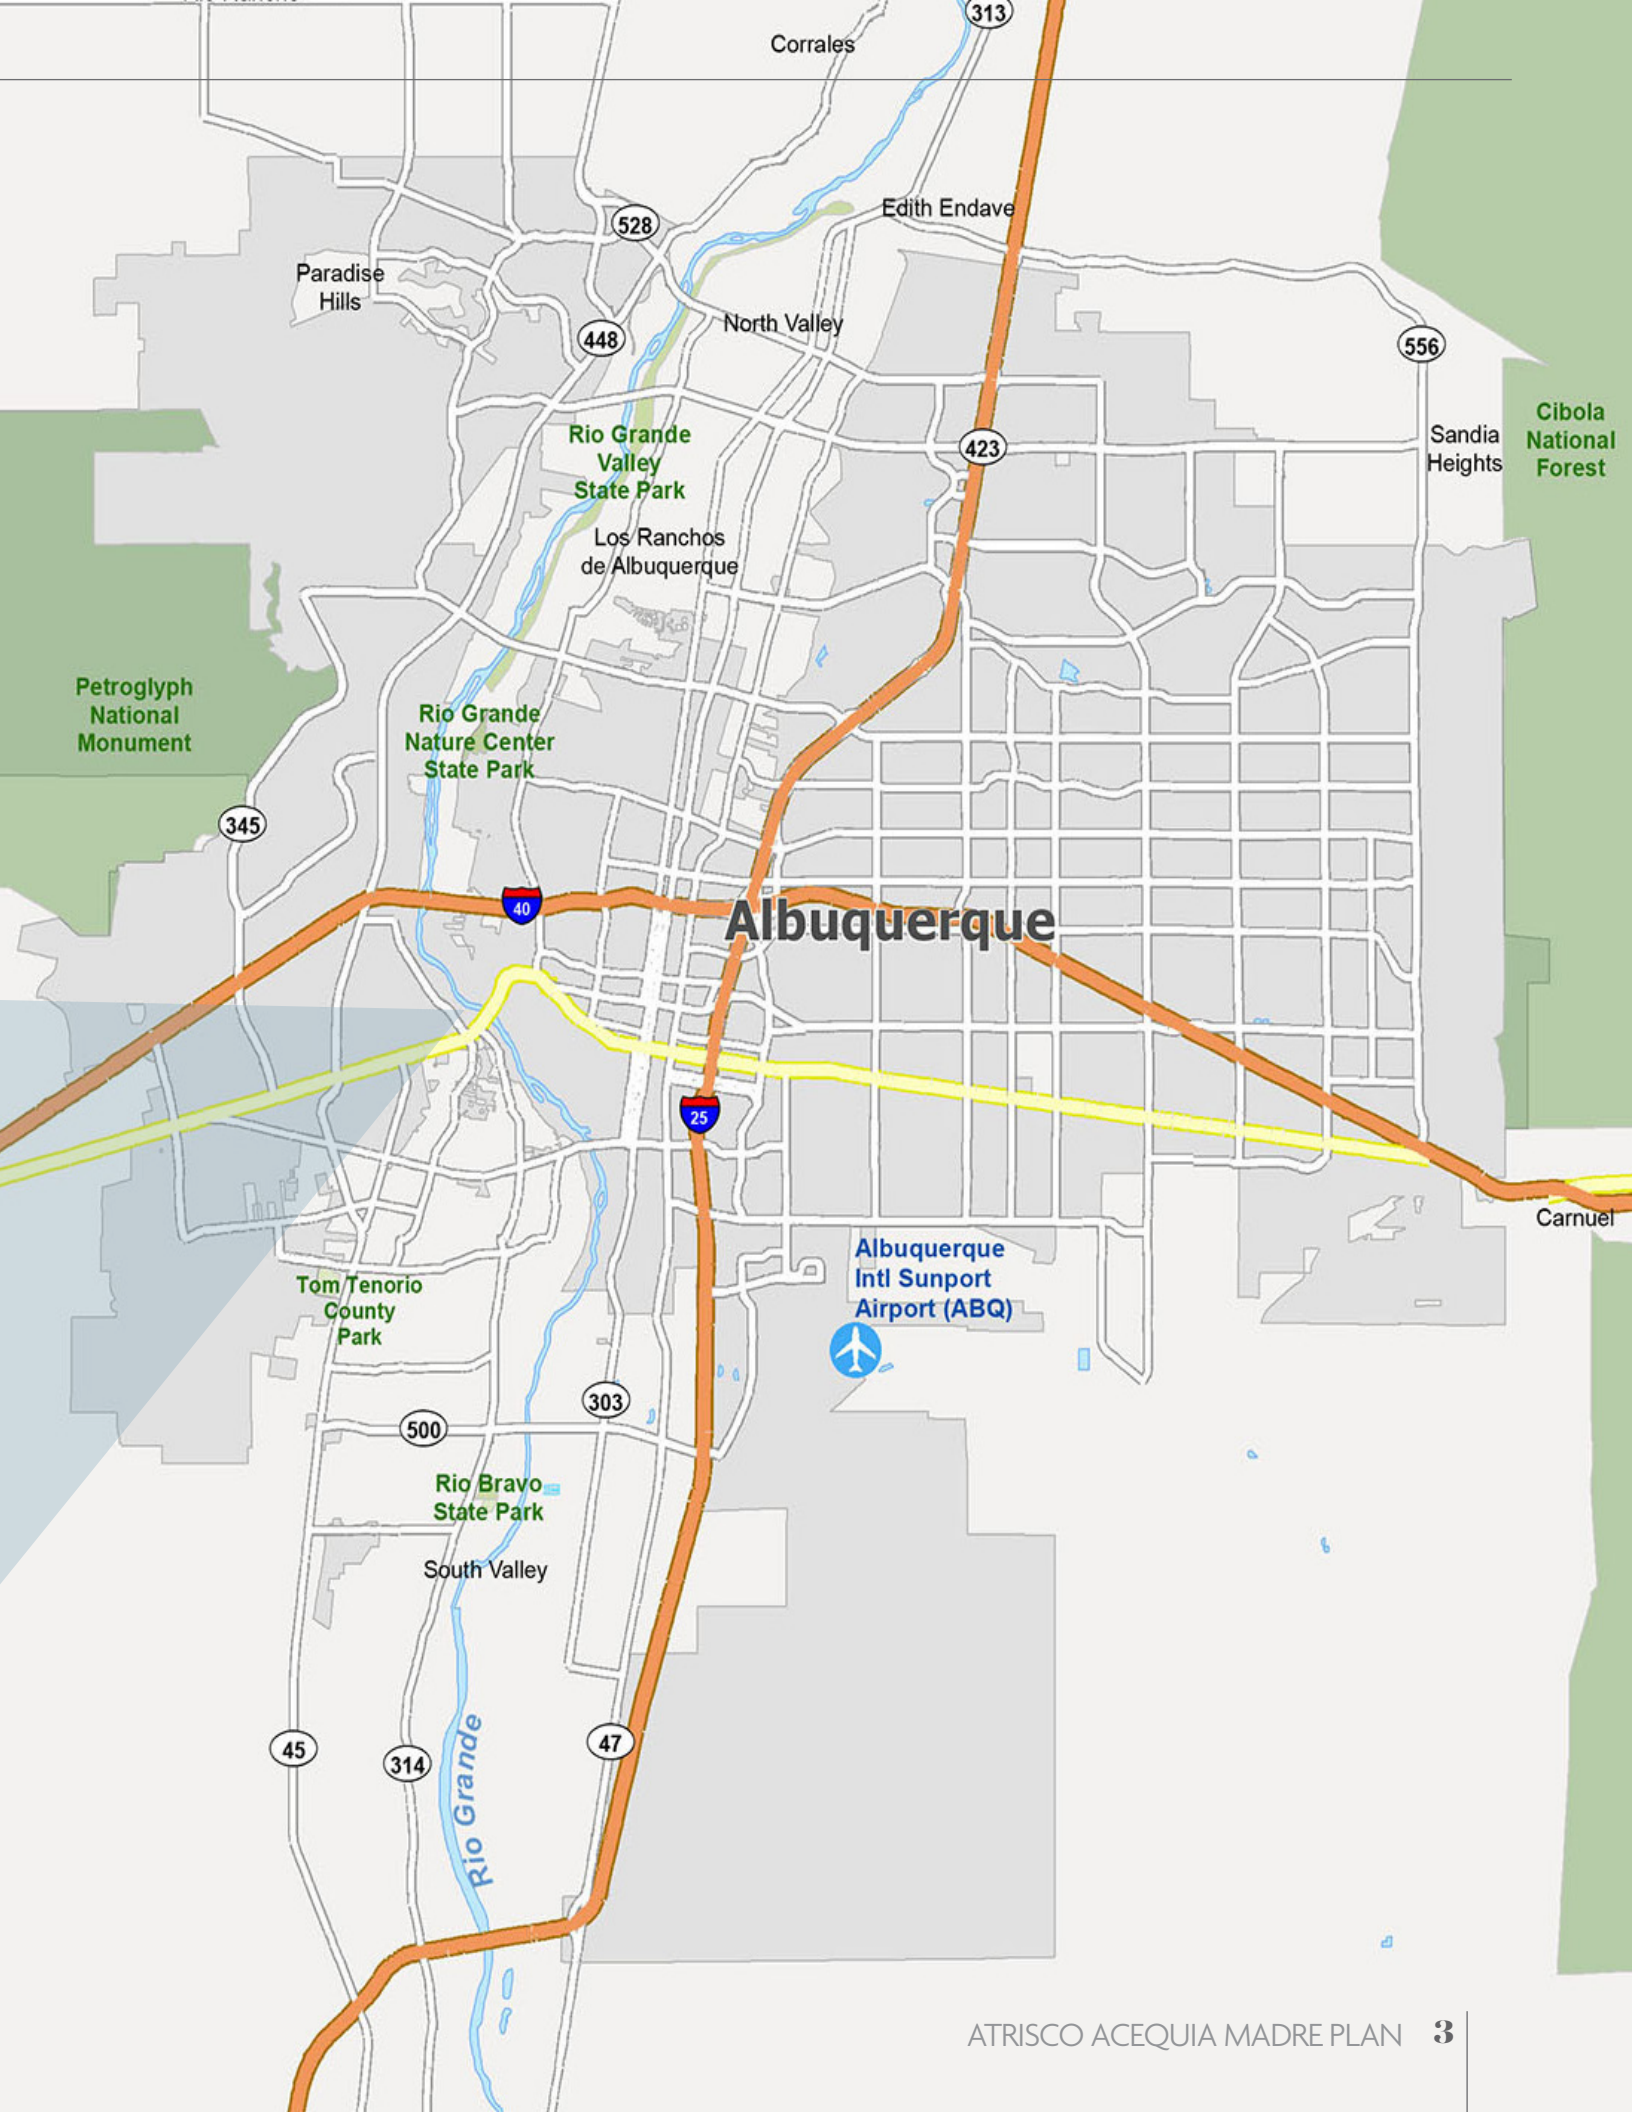 313
Corrales
Edith Endave
528
Paradise
Hills
North Valley
448
556
Cibola
National
Forest
Sandia
Heights
423
Rio Grande
Valley
State Park
Los Ranchos
de Albuquerque
Petroglyph
National
Monument
Rio Grande
Nature Center
State Park
345
40
Albuquerque
25
Carnuel
Albuquerque
Intl Sunport
Airport (ABQ)
Tom Tenorio
County
Park
303
500
Rio Bravo
State Park
South Valley
Rio Grande
45
314
47
ATRISCO ACEQUIA MADRE PLAN 3